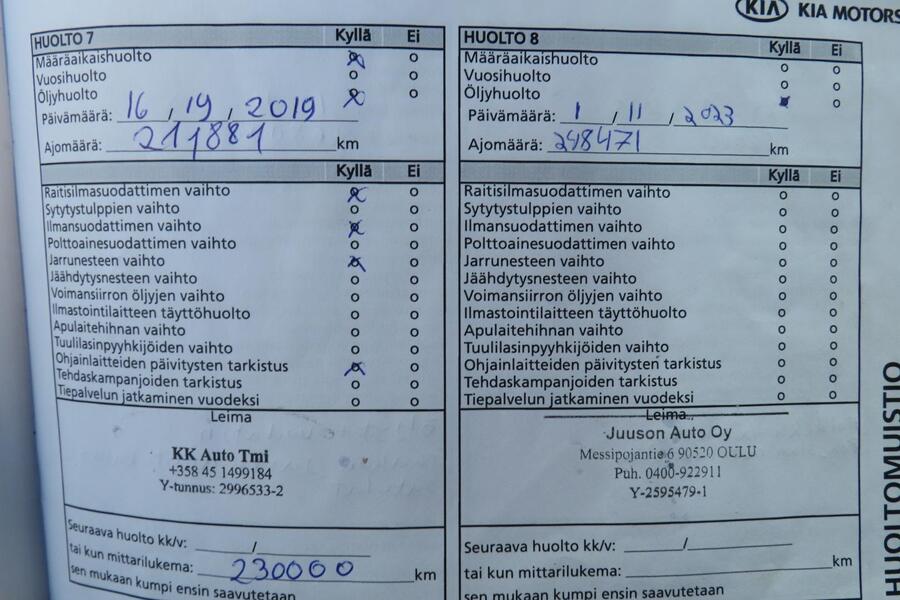 KIA KIA MOTORS
HUOLTO 7 Kyllä Ei
Määräaikaishuolto
Vuosihuolto
Öljyhuolto
Päivämäärä: 16 / 19 / 2019
Ajomäärä: 211881 km
Kyllä Ei
Raitisilmasuodattimen vaihto
Sytytystulppien vaihto
Ilmansuodattimen vaihto
Polttoainesuodattimen vaihto
Jarrunesteen vaihto
Jäähdytysnesteen vaihto
Voimansiirron öljyjen vaihto
Ilmastointilaitteen täyttöhuolto
Apulaitehihnan vaihto
Tuulilasinpyyhkijöiden vaihto
Ohjainlaitteiden päivitysten tarkistus
Tehdaskampanjoiden tarkistus
Tiepalvelun jatkaminen vuodeksi
Leima
KK Auto Tmi
+358 45 1499184
Y-tunnus: 2996533-2
Seuraava huolto kk/v: /
tai kun mittarilukema: 230000 km
sen mukaan kumpi ensin saavutetaan
HUOLTO 8 Kyllä Ei
Määräaikaishuolto
Vuosihuolto
Öljyhuolto
Päivämäärä: 1 / 11 / 2023
Ajomäärä: 248471 km
Kyllä Ei
Raitisilmasuodattimen vaihto
Sytytystulppien vaihto
Ilmansuodattimen vaihto
Polttoainesuodattimen vaihto
Jarrunesteen vaihto
Jäähdytysnesteen vaihto
Voimansiirron öljyjen vaihto
Ilmastointilaitteen täyttöhuolto
Apulaitehihnan vaihto
Tuulilasinpyyhkijöiden vaihto
Ohjainlaitteiden päivitysten tarkistus
Tehdaskampanjoiden tarkistus
Tiepalvelun jatkaminen vuodeksi
Leima
Juuson Auto Oy
Messipojantie 6 90520 OULU
Puh. 0400-922911
Y-2595479-1
Seuraava huolto kk/v: /
tai kun mittarilukema: km
sen mukaan kumpi ensin saavutetaan
HUOLTOMUISTIO